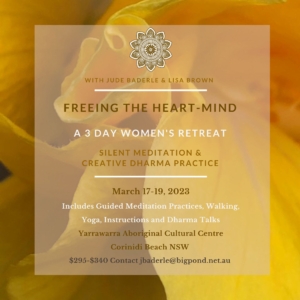 WITH JUDE BADERLE & LISA BROWN
FREEING THE HEART-MIND
A 3 DAY WOMEN'S RETREAT
SILENT MEDITATION &
CREATIVE DHARMA PRACTICE
March 17-19, 2023
Includes Guided Meditation Practices, Walking,
Yoga, Instructions and Dharma Talks
Yarrawarra Aboriginal Cultural Centre
Corinidi Beach NSW
$295-$340 Contact jbaderle@bigpond.net.au